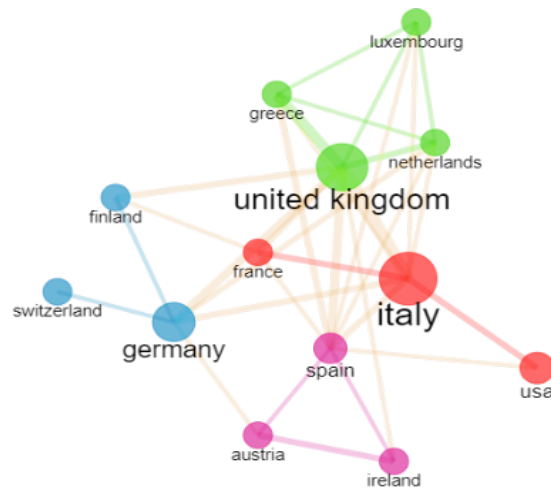 luxembourg
greece
netherlands
united kingdom
finland
france
switzerland
italy
germany
spain
usa
austria
ireland